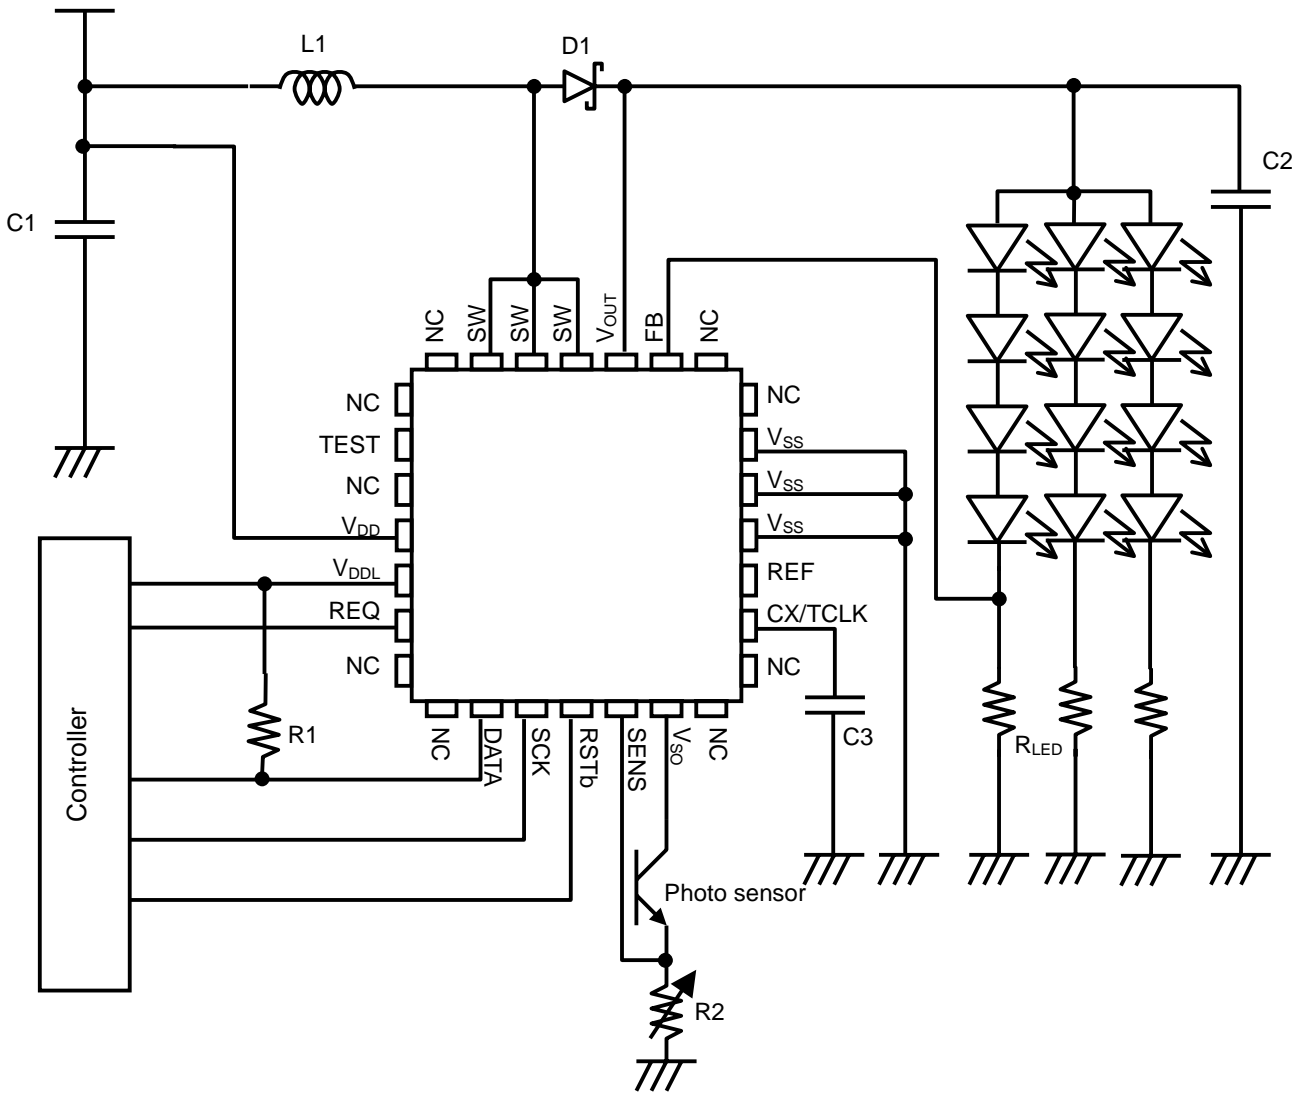 L1
D1
C2
C1
NC
SW
SW
SW
VOUT
FB
NC
NC
TEST
NC
VDD
VDDL
REQ
NC
NC
VSS
VSS
VSS
REF
CX/TCLK
NC
NC
DATA
SCK
RSTb
SENS
VSO
NC
R1
C3
RLED
Controller
Photo sensor
R2